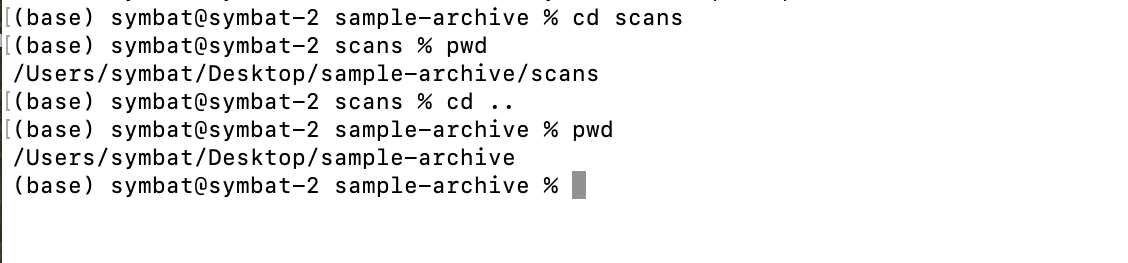 [(base) symbat@symbat-2 sample-archive % cd scans
[(base) symbat@symbat-2 scans % pwd
/Users/symbat/Desktop/sample-archive/scans
[(base) symbat@symbat-2 scans % cd ..
[(base) symbat@symbat-2 sample-archive % pwd
/Users/symbat/Desktop/sample-archive
(base) symbat@symbat-2 sample-archive %